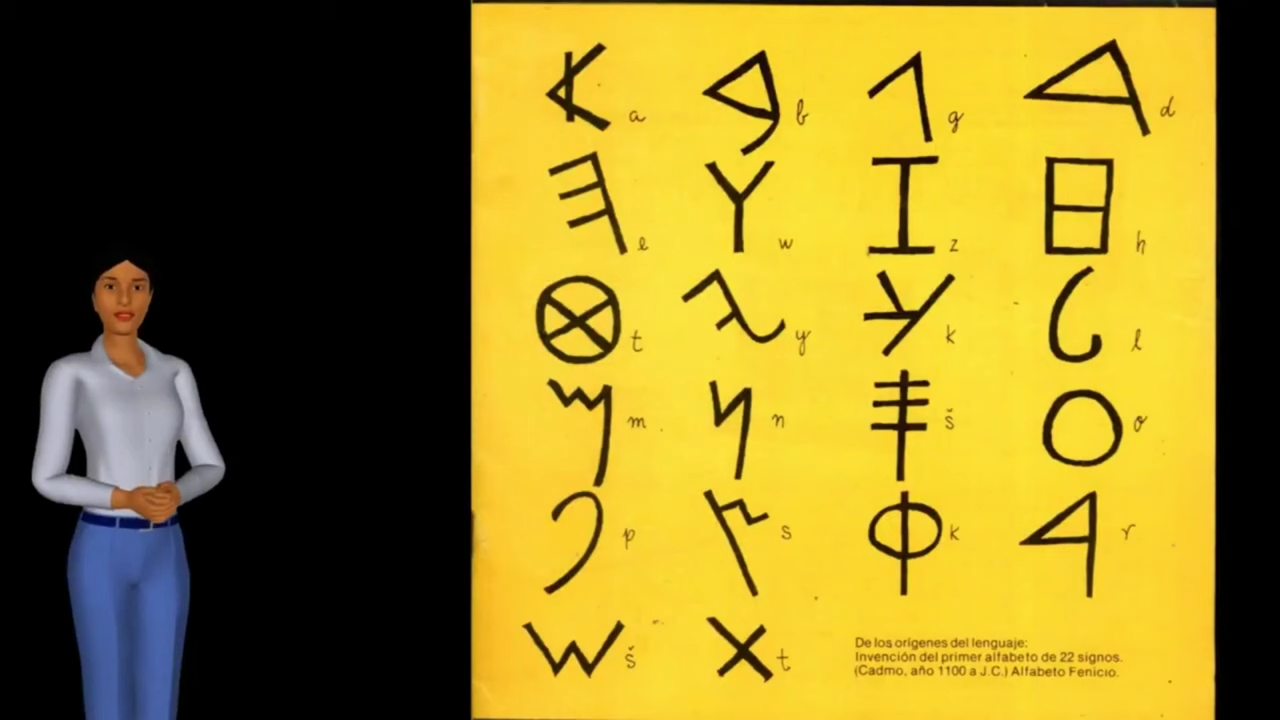 𐤀 a 𐤁 b 𐤂 g 𐤃 d
𐤄 e 𐤅 w 𐤆 z 𐤇 h
𐤈 t 𐤉 y 𐤊 k 𐤋 l
𐤌 m 𐤍 n 𐤎 š 𐤏 o
𐤐 p 𐤑 s 𐤒 k 𐤓 r
𐤔 š 𐤕 t
De los orígenes del lenguaje:
Invención del primer alfabeto de 22 signos.
(Cadmo, año 1100 a J.C.) Alfabeto Fenicio.